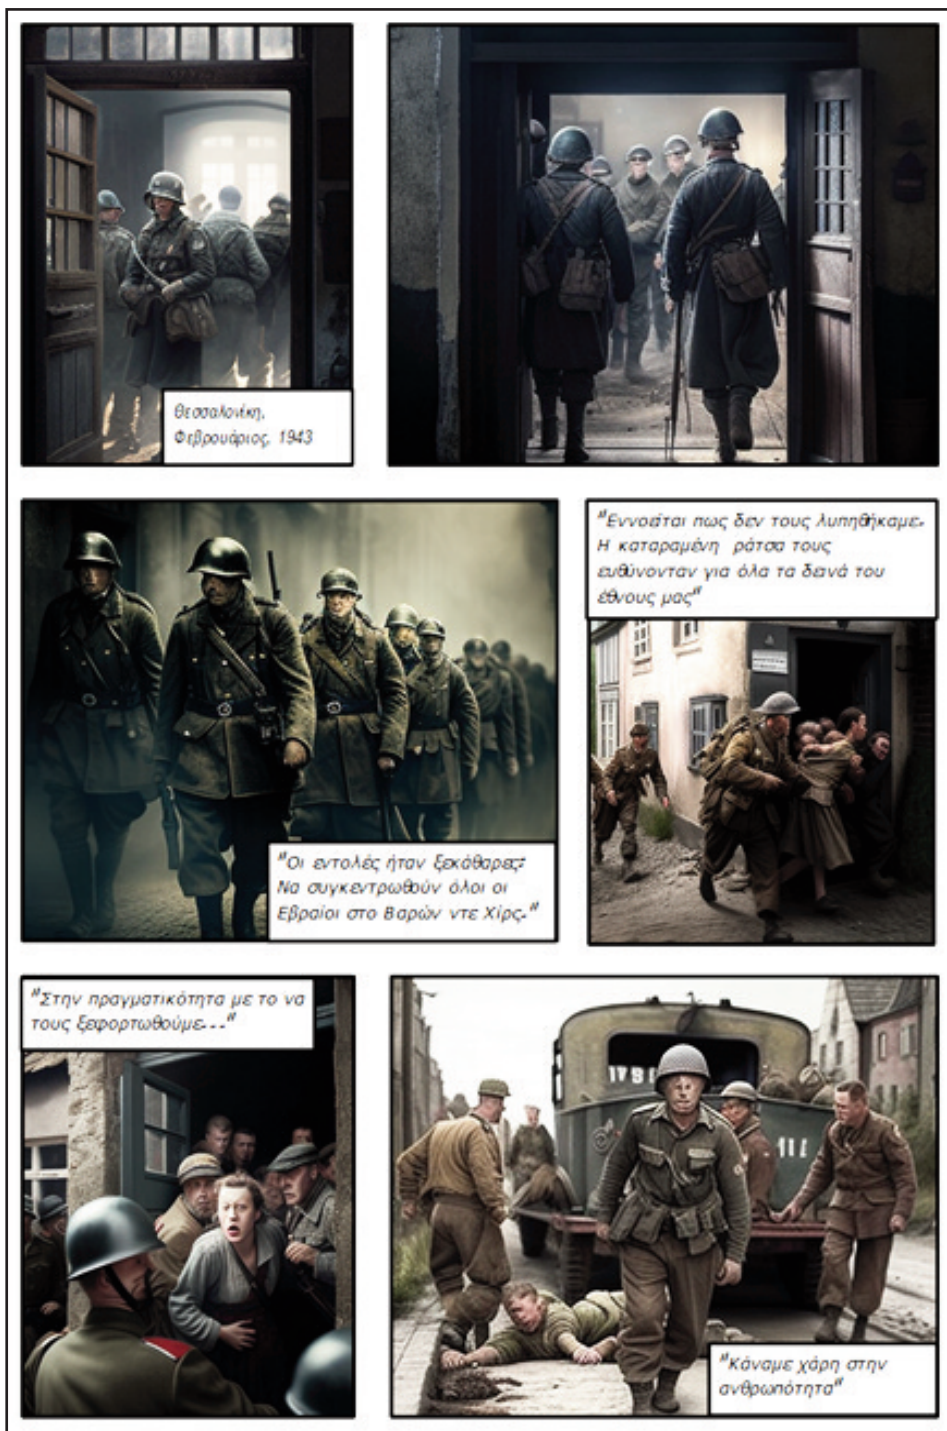 Θεσσαλονίκη,
Φεβρουάριος, 1943
"Εννοείται πως δεν τους λυπηθήκαμε.
Η καταραμένη ράτσα τους
ευθύνονταν για όλα τα δεινά του
έθνους μας"
"Οι εντολές ήταν ξεκάθαρες:
Να συγκεντρωθούν όλοι οι
Εβραίοι στο Βαρών ντε Χίρς."
"Στην πραγματικότητα με το να
τους ξεφορτωθούμε..."
"Κάναμε χάρη στην
ανθρωπότητα"